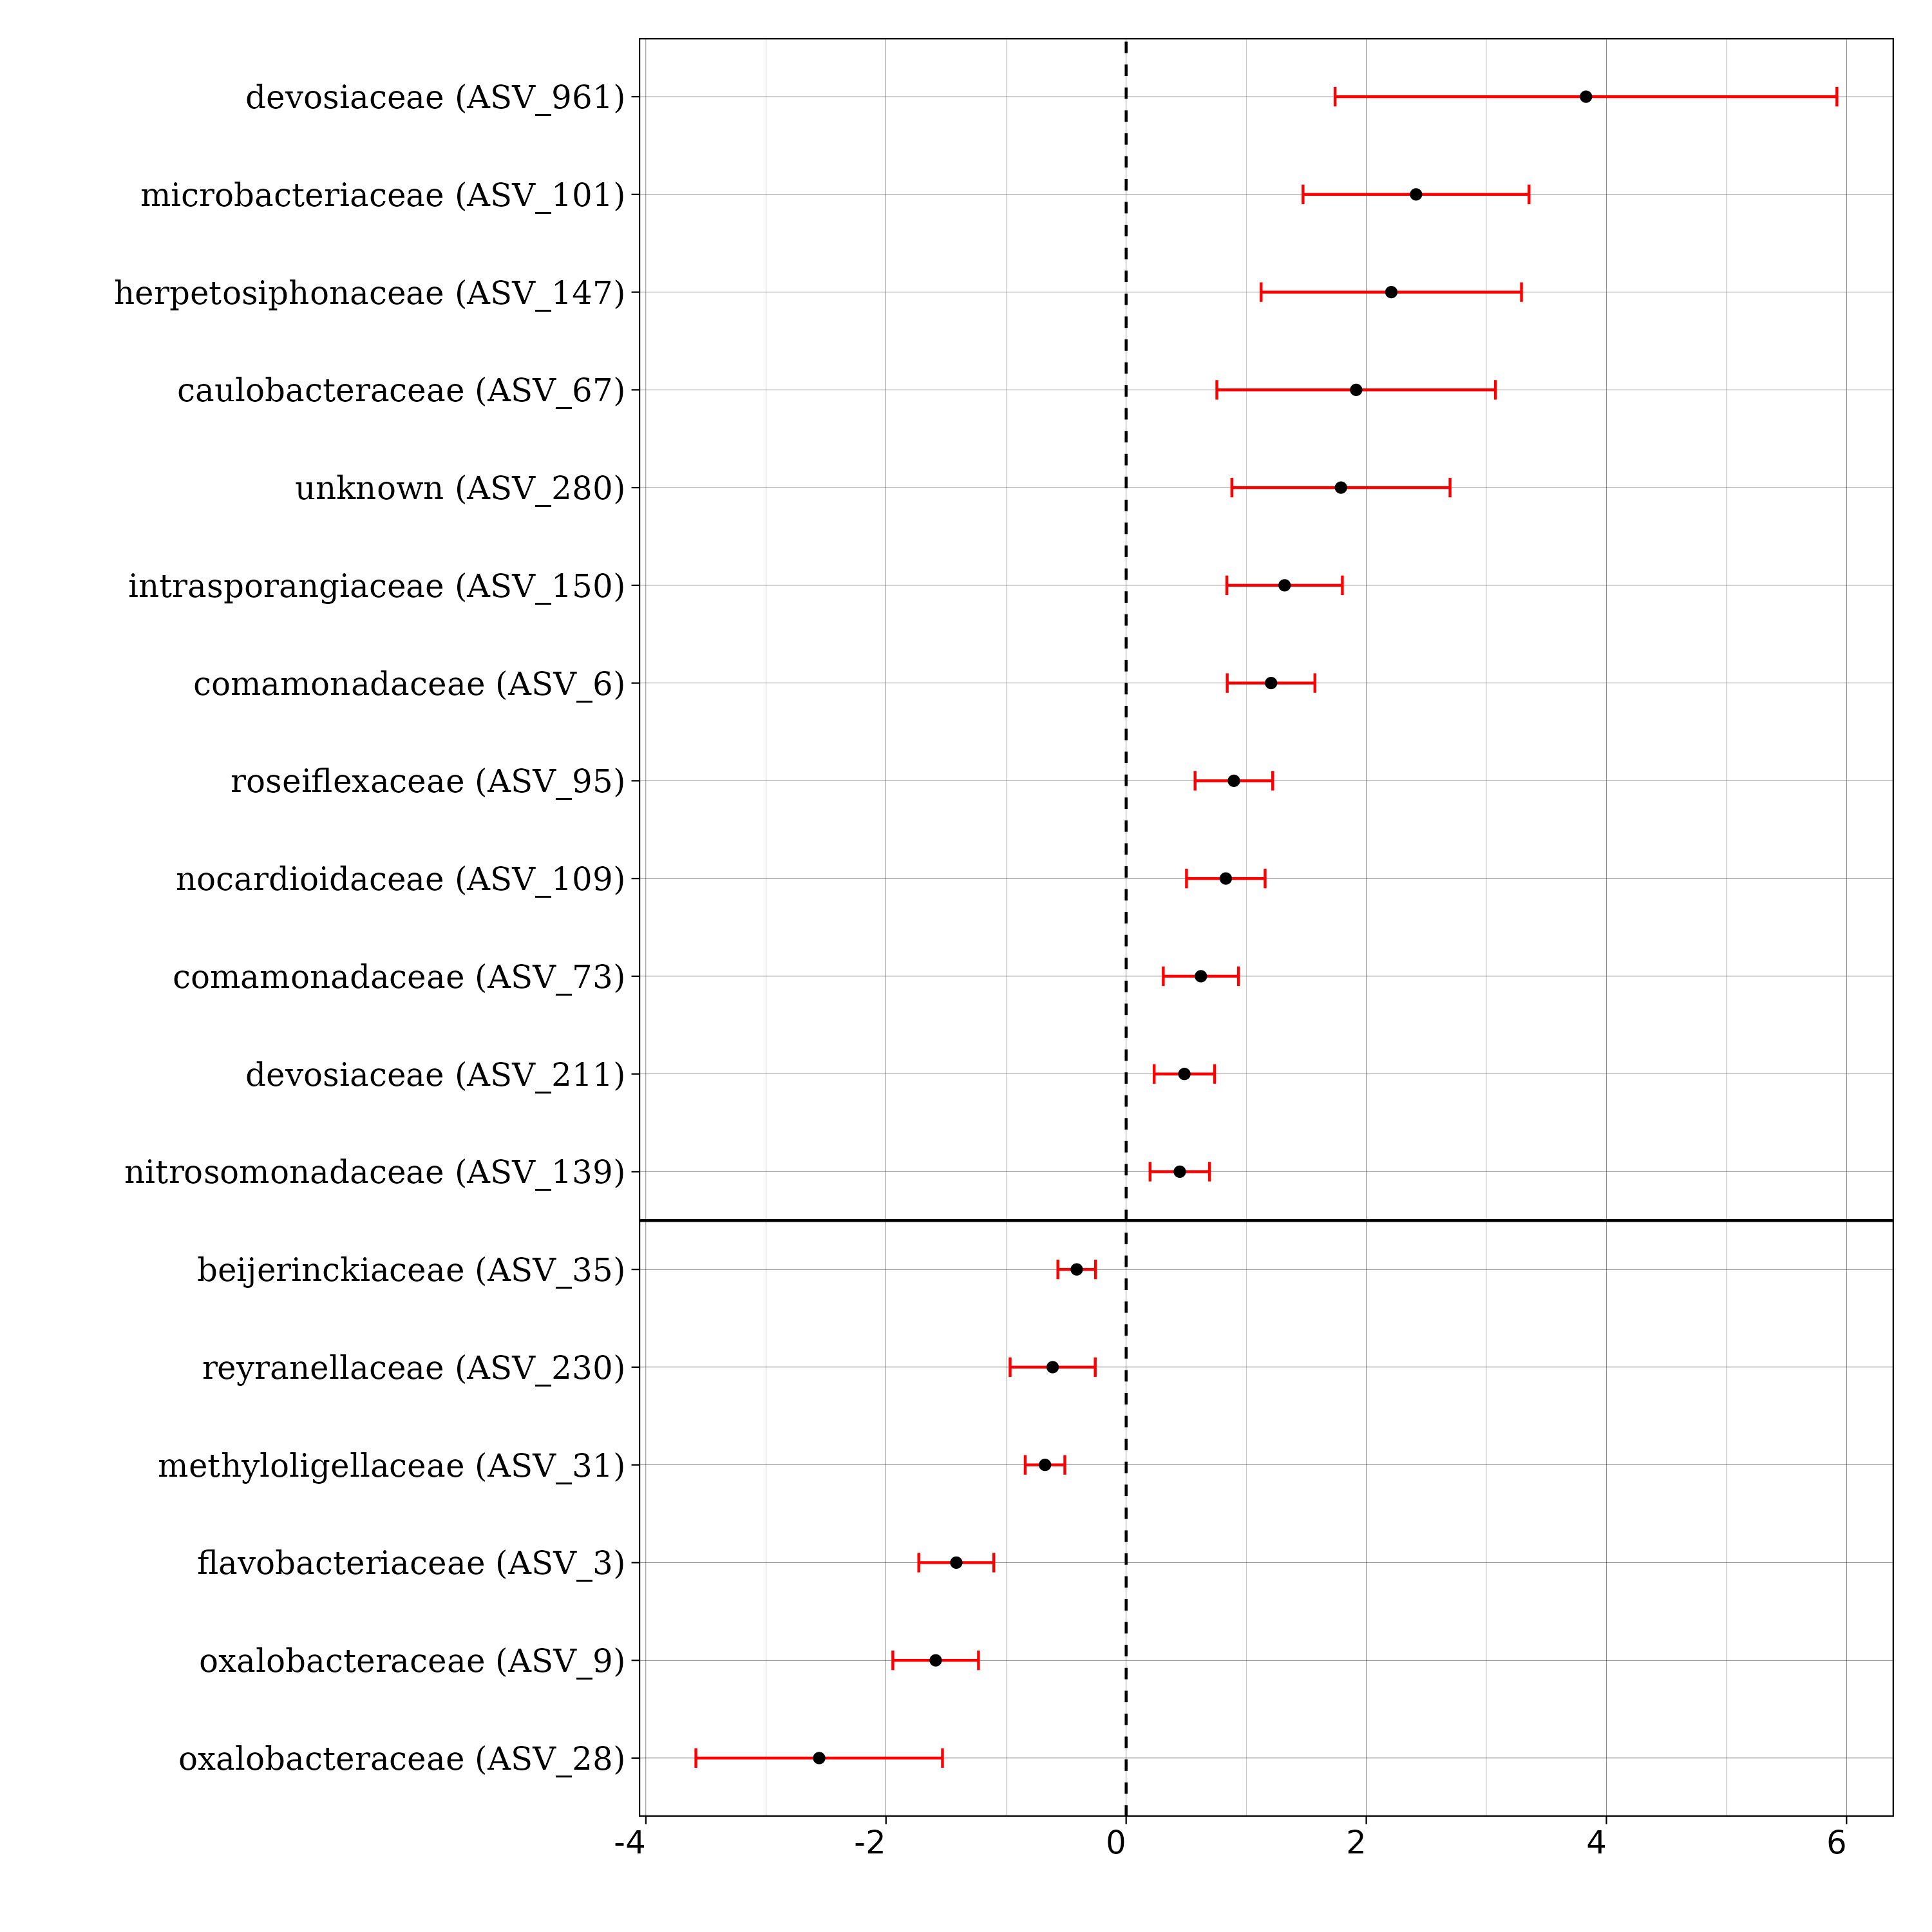 devosiaceae (ASV_961)
microbacteriaceae (ASV_101)
herpetosiphonaceae (ASV_147)
caulobacteraceae (ASV_67)
unknown (ASV_280)
intrasporangiaceae (ASV_150)
comamonadaceae (ASV_6)
roseiflexaceae (ASV_95)
nocardioidaceae (ASV_109)
comamonadaceae (ASV_73)
devosiaceae (ASV_211)
nitrosomonadaceae (ASV_139)
beijerinckiaceae (ASV_35)
reyranellaceae (ASV_230)
methyloligellaceae (ASV_31)
flavobacteriaceae (ASV_3)
oxalobacteraceae (ASV_9)
oxalobacteraceae (ASV_28)
-4 -2 0 2 4 6